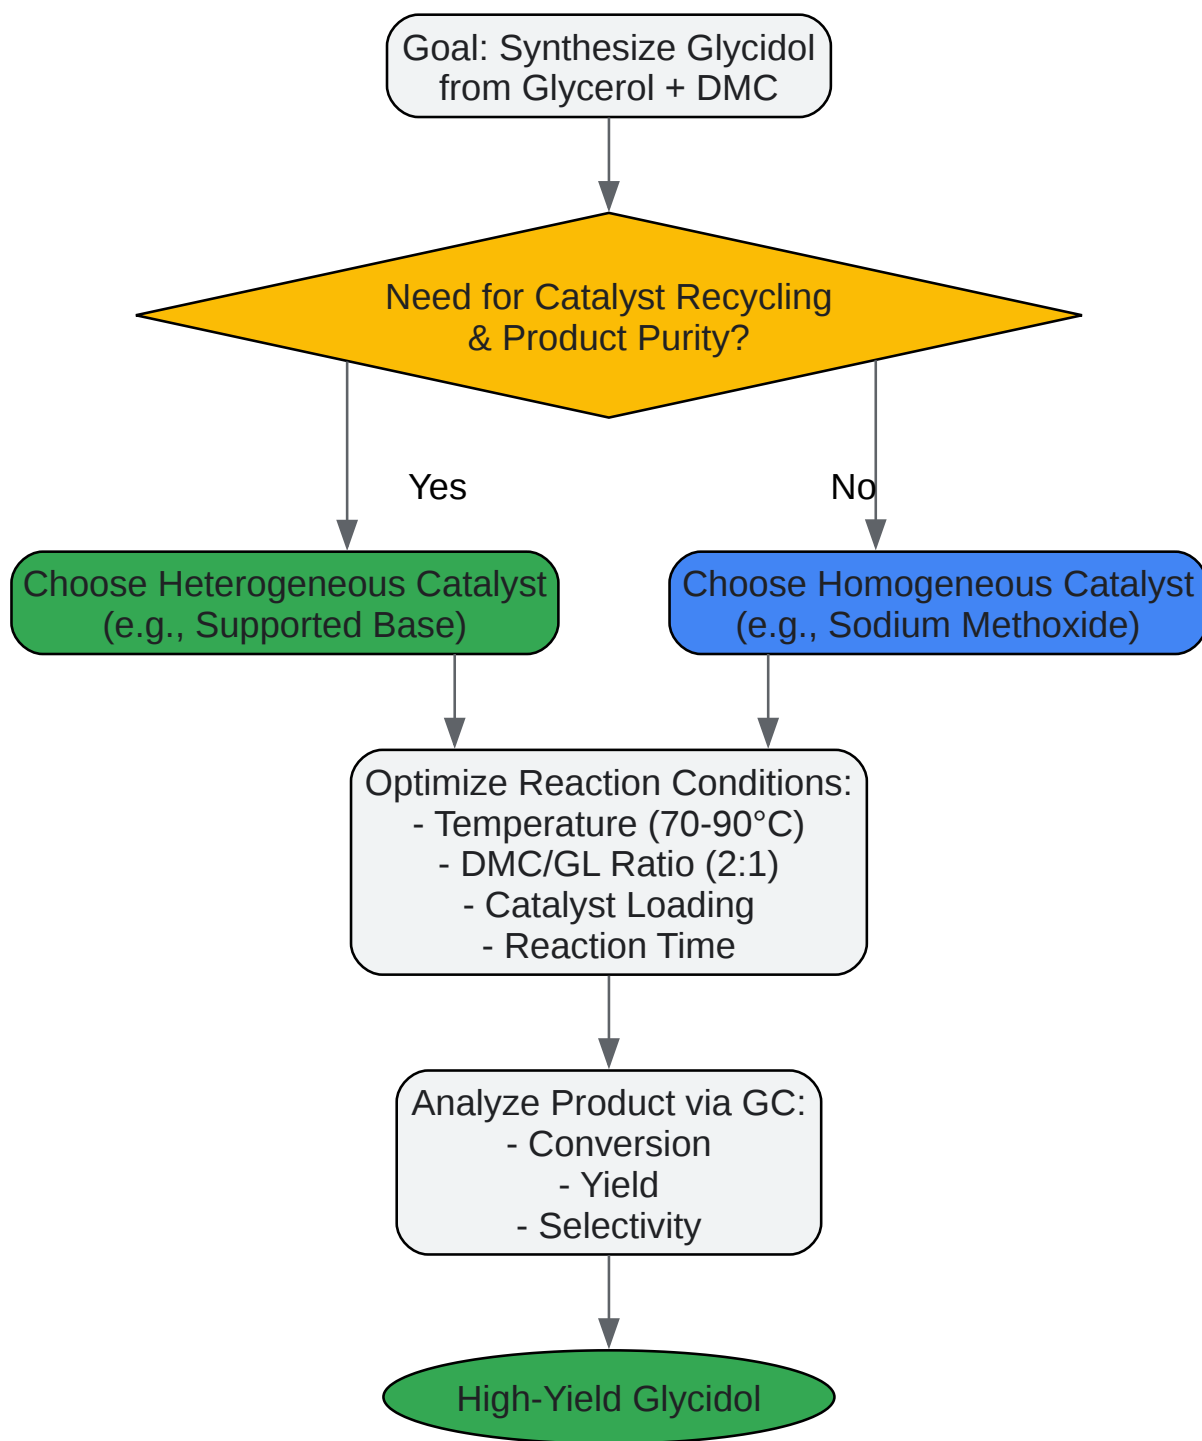 Goal: Synthesize Glycidol
from Glycerol + DMC
Need for Catalyst Recycling
& Product Purity?
Yes
No
Choose Heterogeneous Catalyst
(e.g., Supported Base)
Choose Homogeneous Catalyst
(e.g., Sodium Methoxide)
Optimize Reaction Conditions:
- Temperature (70-90°C)
- DMC/GL Ratio (2:1)
- Catalyst Loading
- Reaction Time
Analyze Product via GC:
- Conversion
- Yield
- Selectivity
High-Yield Glycidol